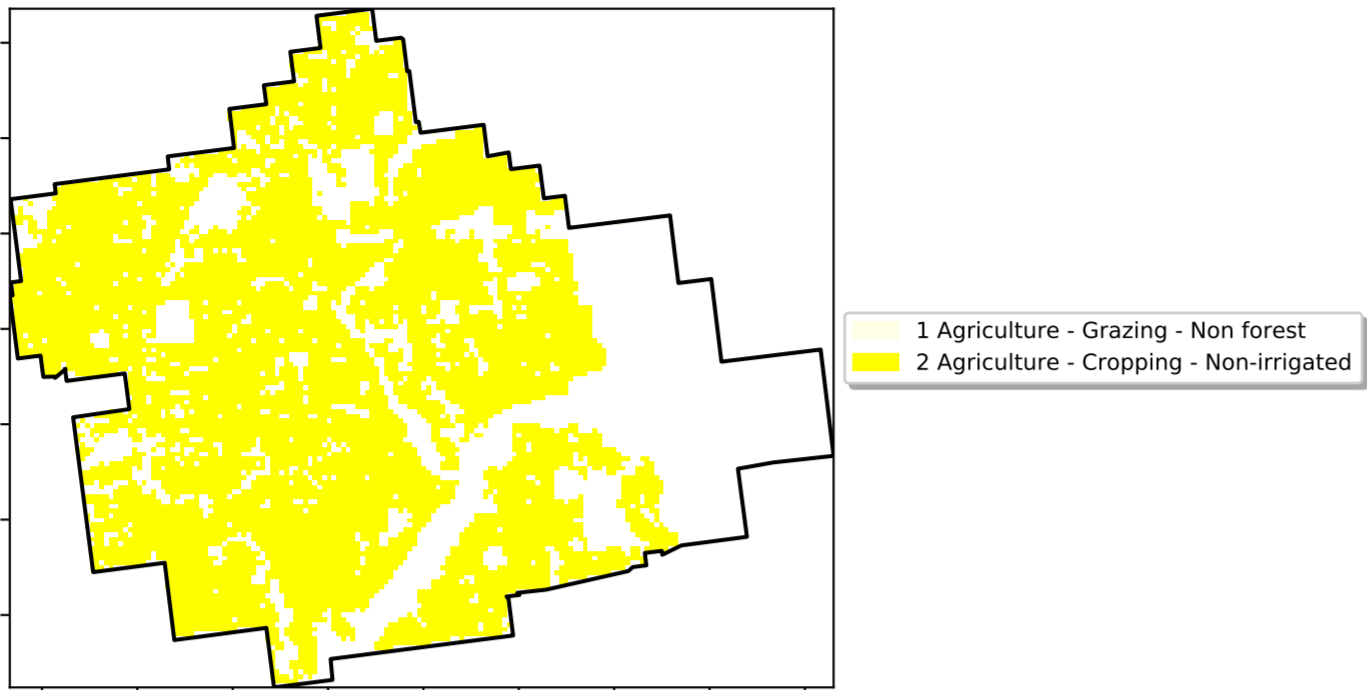 1 Agriculture - Grazing - Non forest
2 Agriculture - Cropping - Non-irrigated